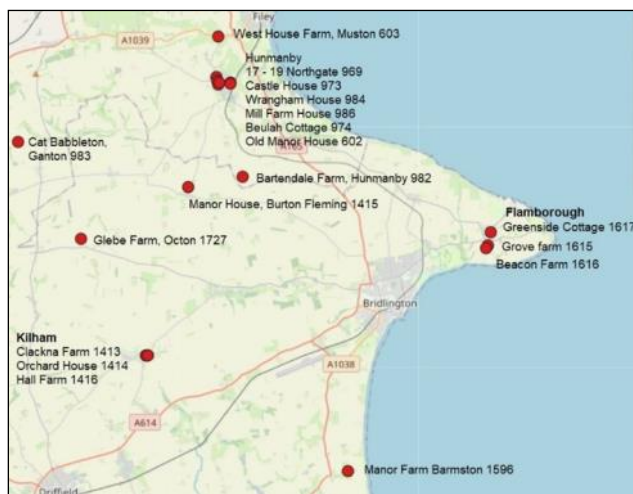 Filey
A1039
West House Farm, Muston 603
Hunmanby
17 - 19 Northgate 969
Castle House 973
Wrangham House 984
Mill Farm House 986
Beulah Cottage 974
Old Manor House 602
A165
Cat Babbleton,
Ganton 983
Bartendale Farm, Hunmanby 982
Manor House, Burton Fleming 1415
Flamborough
Greenside Cottage 1617
Grove farm 1615
Beacon Farm 1616
Glebe Farm, Octon 1727
Bridlington
Kilham
Clackna Farm 1413
Orchard House 1414
Hall Farm 1416
A1038
A614
Manor Farm Barmston 1596
Driffield